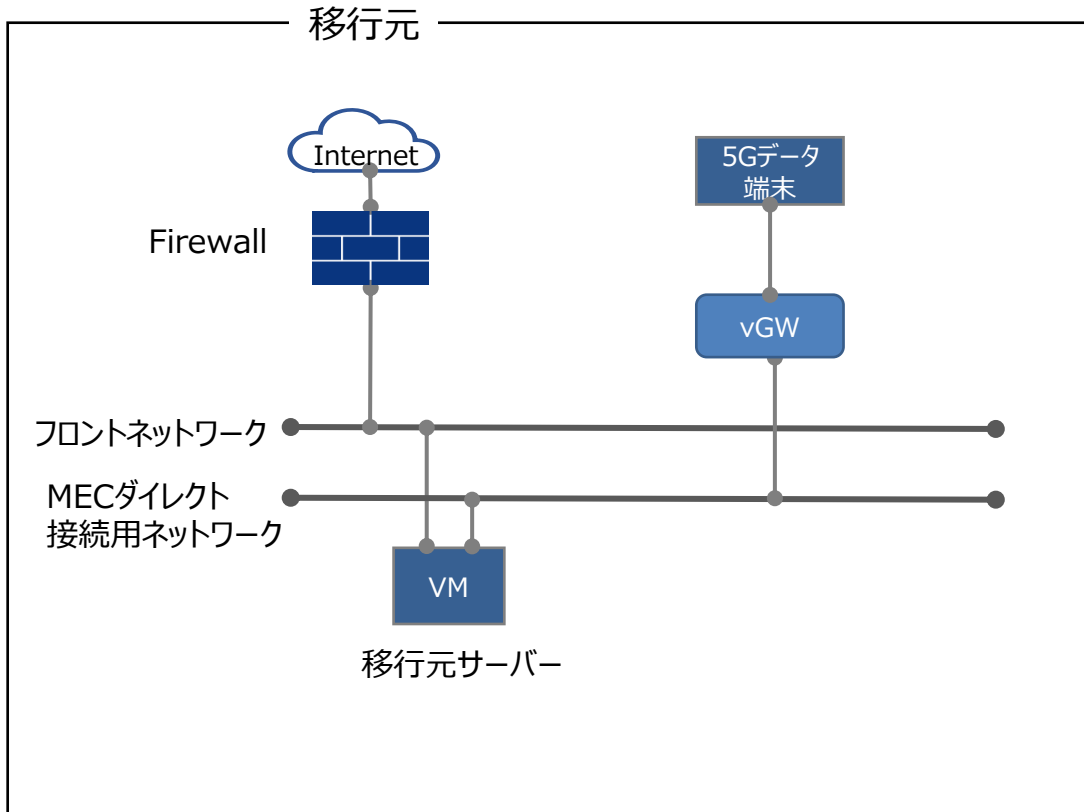 移行元
Internet
5Gデータ
端末
Firewall
vGW
フロントネットワーク
MECダイレクト
接続用ネットワーク
VM
移行元サーバー